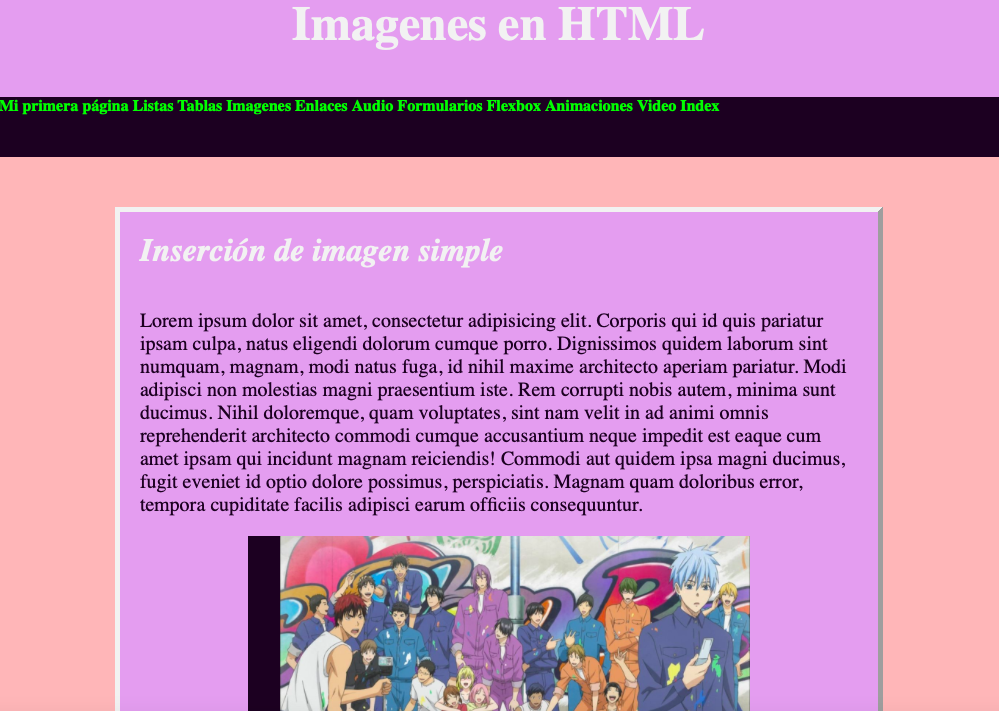 Imagenes en HTML
Mi primera página Listas Tablas Imagenes Enlaces Audio Formularios Flexbox Animaciones Video Index
Inserción de imagen simple
Lorem ipsum dolor sit amet, consectetur adipisicing elit. Corporis qui id quis pariatur
ipsam culpa, natus eligendi dolorum cumque porro. Dignissimos quidem laborum sint
numquam, magnam, modi natus fuga, id nihil maxime architecto aperiam pariatur. Modi
adipisci non molestias magni praesentium iste. Rem corrupti nobis autem, minima sunt
ducimus. Nihil doloremque, quam voluptates, sint nam velit in ad animi omnis
reprehenderit architecto commodi cumque accusantium neque impedit est eaque cum
amet ipsam qui incidunt magnam reiciendis! Commodi aut quidem ipsa magni ducimus,
fugit eveniet id optio dolore possimus, perspiciatis. Magnam quam doloribus error,
tempora cupiditate facilis adipisci earum officiis consequuntur.